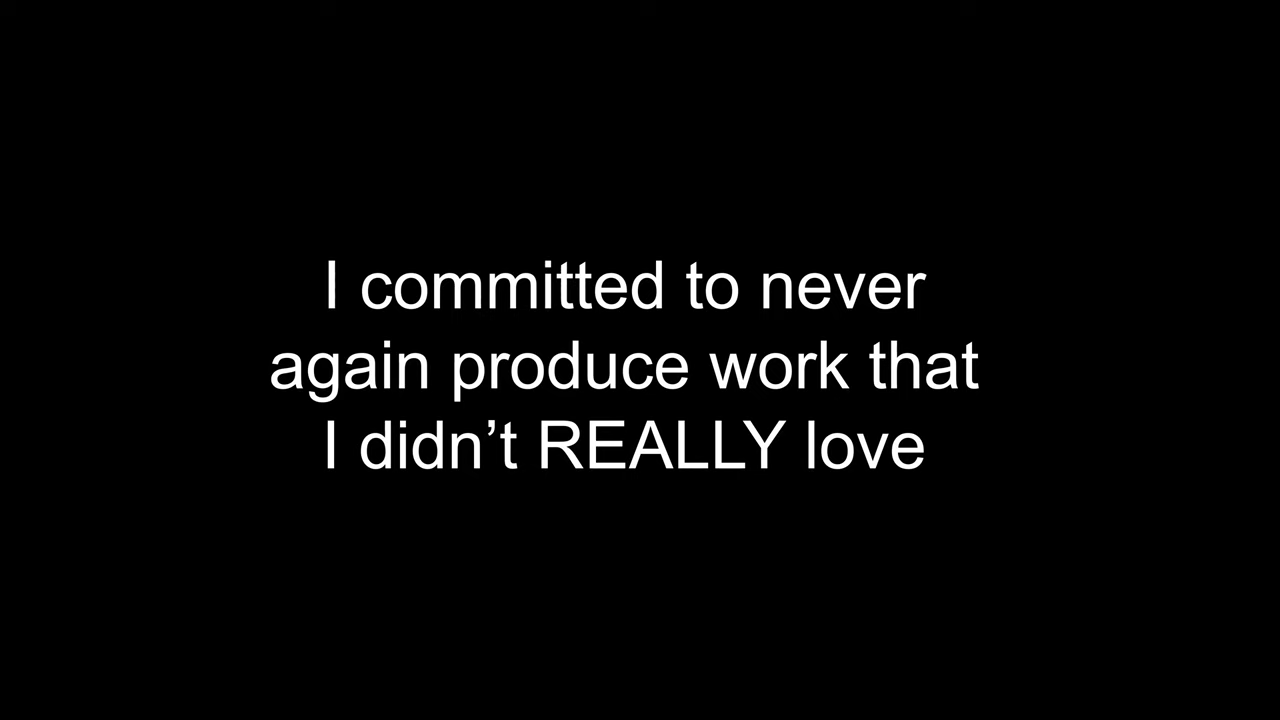 I committed to never
again produce work that
I didn’t REALLY love